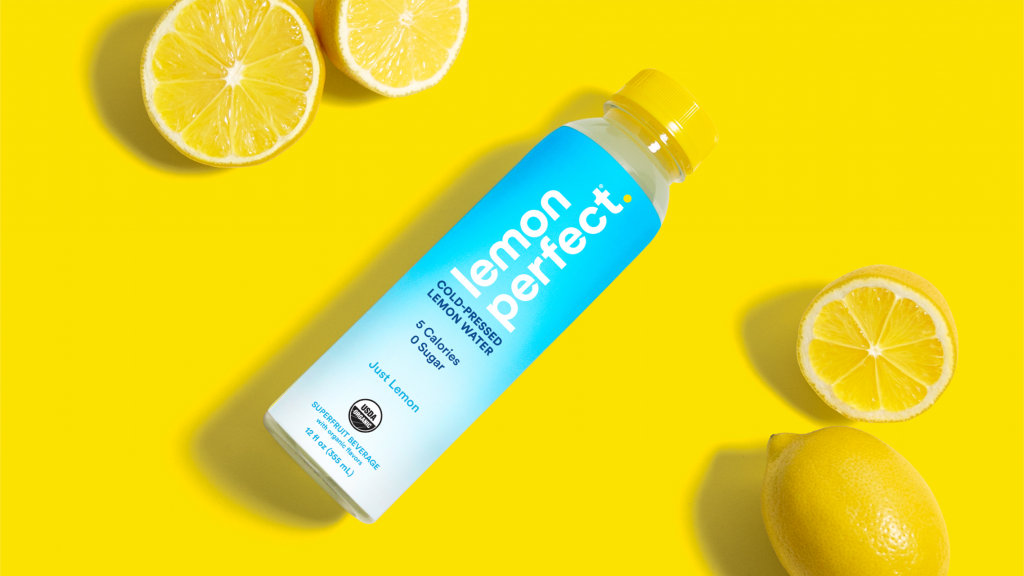 lemon
perfect.®
COLD-PRESSED
LEMON WATER
5 Calories
0 Sugar
Just Lemon
USDA
ORGANIC
SUPERFRUIT BEVERAGE
with organic flavors
12 fl oz (355 mL)